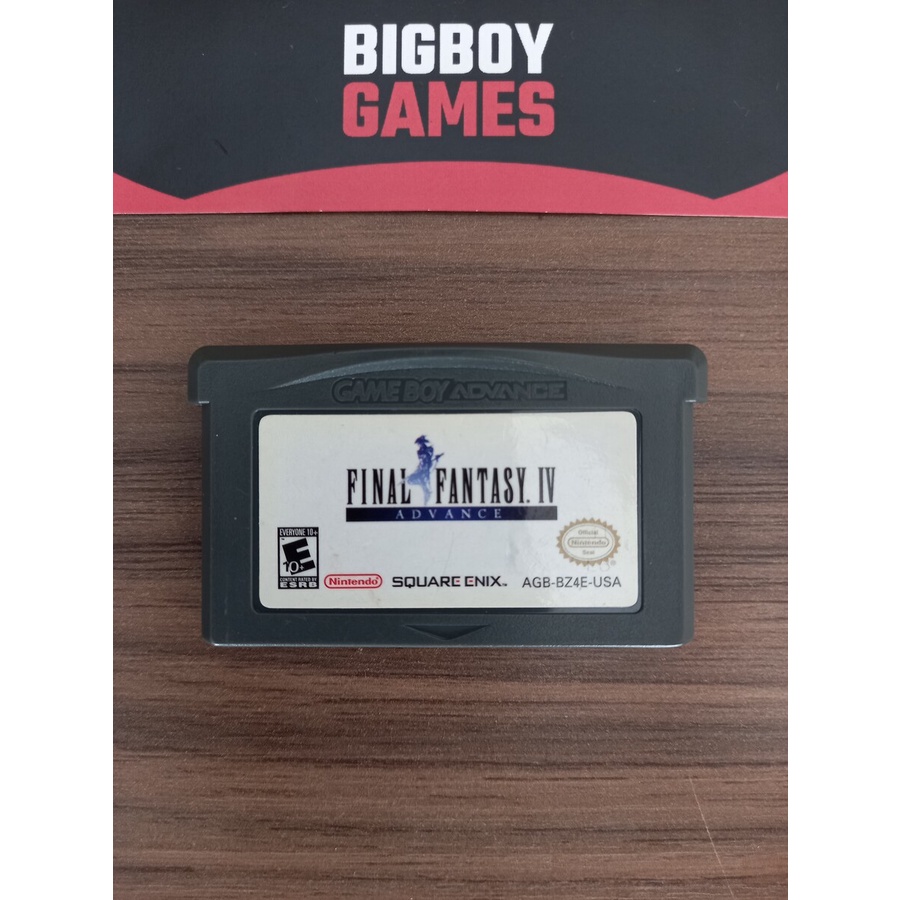 BIGBOY
GAMES
GAME BOY ADVANCE
FINAL FANTASY. IV
ADVANCE
EVERYONE 10+
E
10+
CONTENT RATED BY
ESRB
Nintendo
SQUARE ENIX™
AGB-BZ4E-USA
Official
Nintendo
Seal